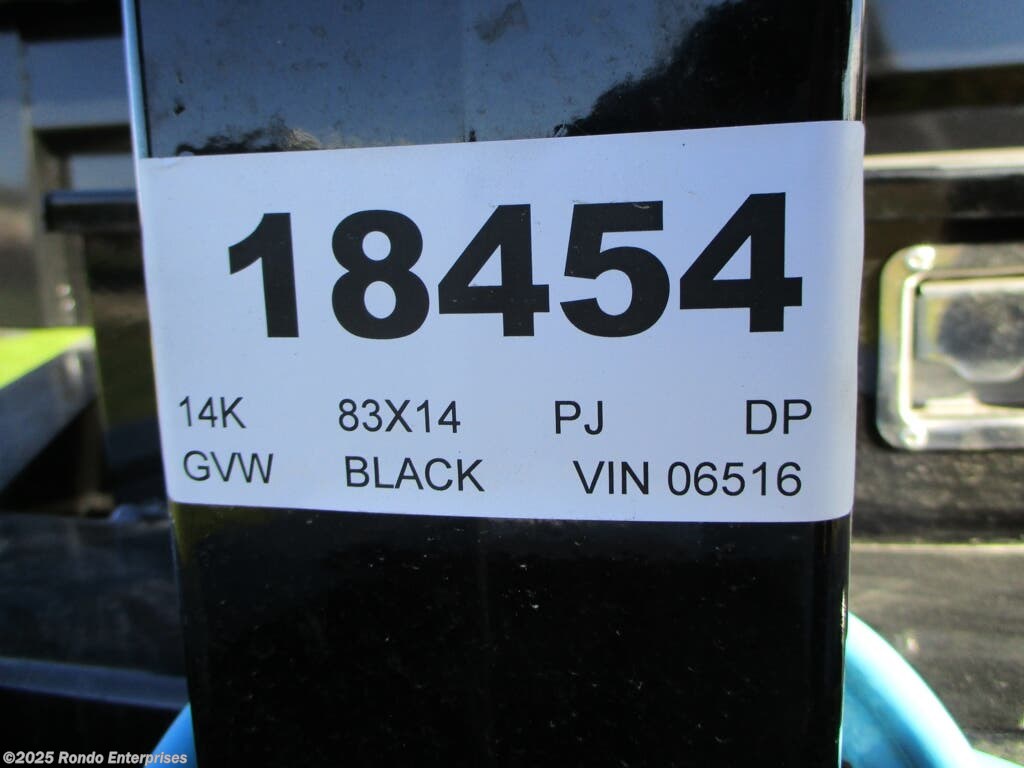 18454
14K 83X14 PJ DP
GVW BLACK VIN 06516
©2025 Rondo Enterprises